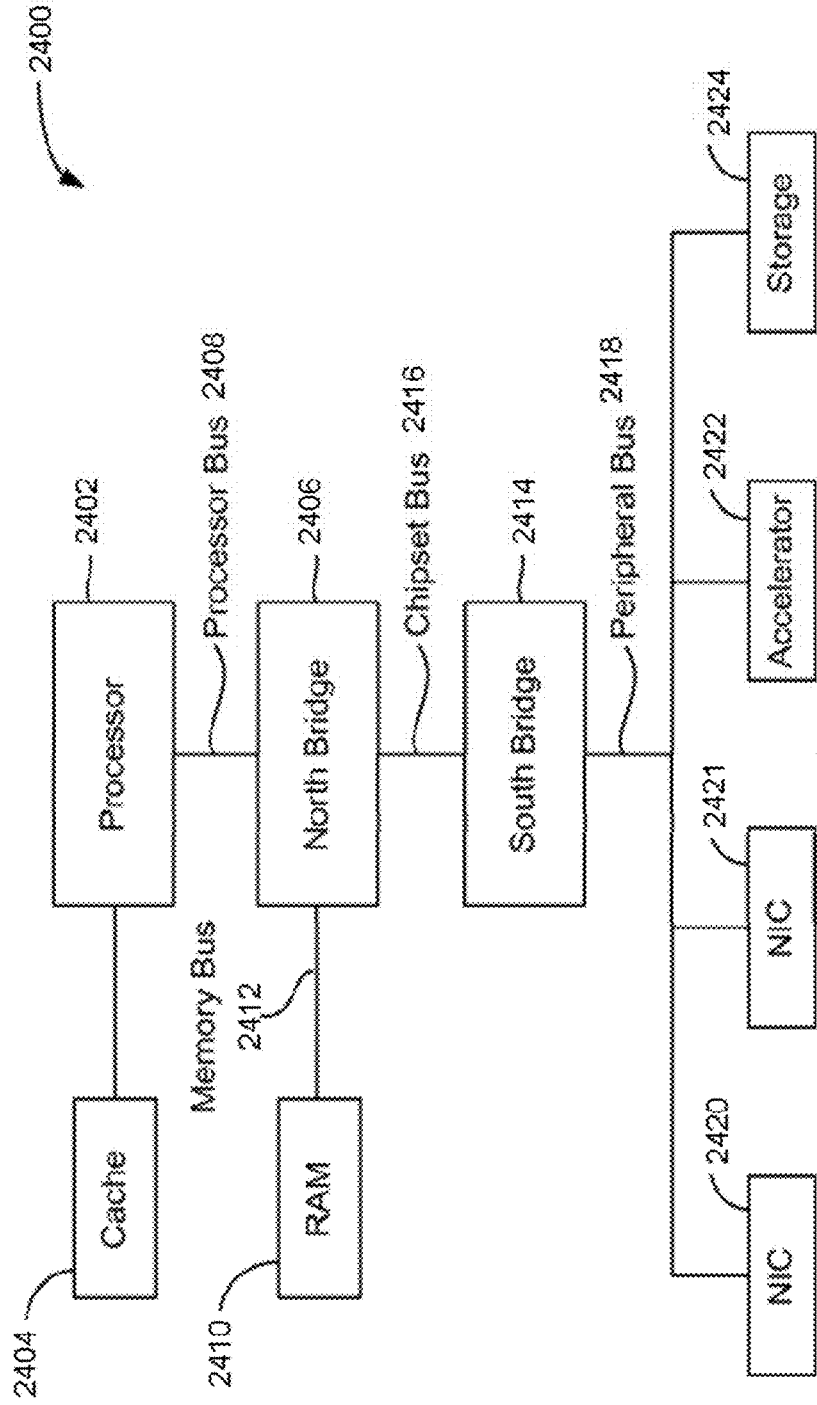 2400
2402
2404
Cache
Processor
Processor Bus 2408
Memory Bus
2412
2406
2410
RAM
North Bridge
Chipset Bus 2416
2414
South Bridge
Peripheral Bus 2418
2420
2421
2422
2424
NIC
NIC
Accelerator
Storage